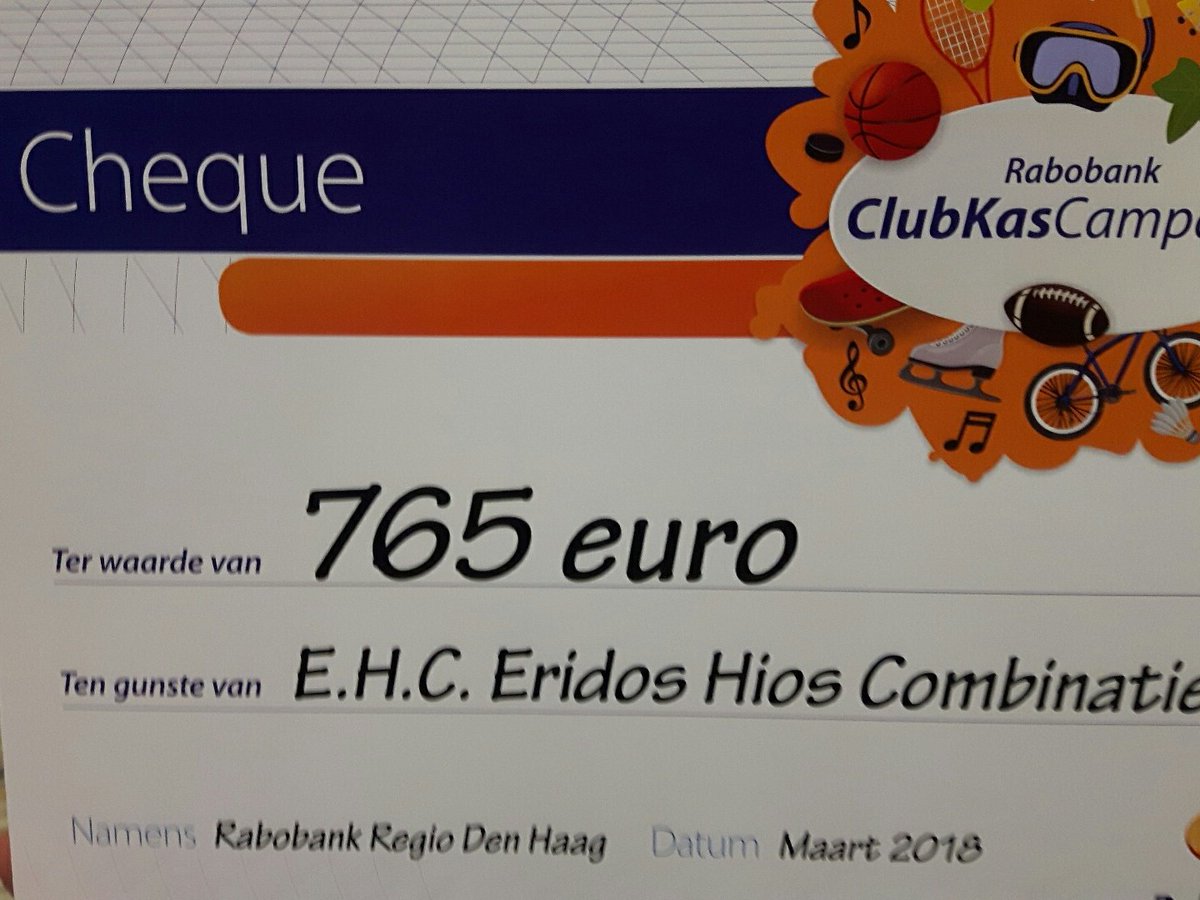 Cheque
Rabobank
ClubKasCampa
Ter waarde van 765 euro
Ten gunste van E.H.C. Eridos Hios Combinatie
Namens Rabobank Regio Den Haag Datum Maart 2018